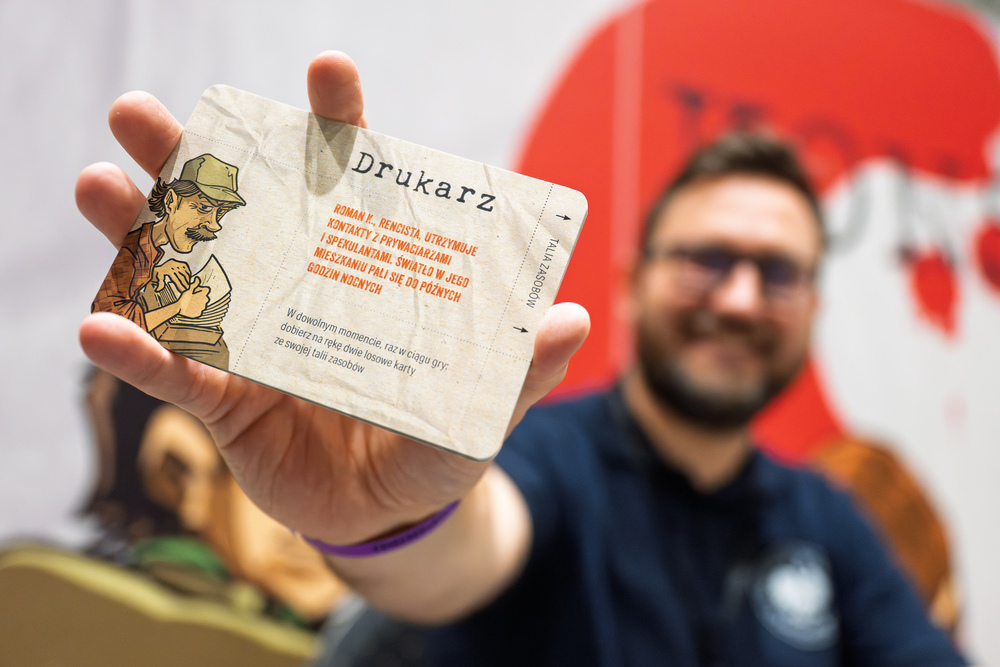 Drukarz
ROMAN K., RENCISTA, UTRZYMUJE
KONTAKTY Z PRYWACIARZAMI
I SPEKULANTAMI. ŚWIATŁO W JEGO
MIESZKANIU PALI SIĘ DO PÓŹNYCH
GODZIN NOCNYCH
W dowolnym momencie, raz w ciągu gry:
dobierz na rękę dwie losowe karty
ze swojej talii zasobów
TALIA ZASOBÓW